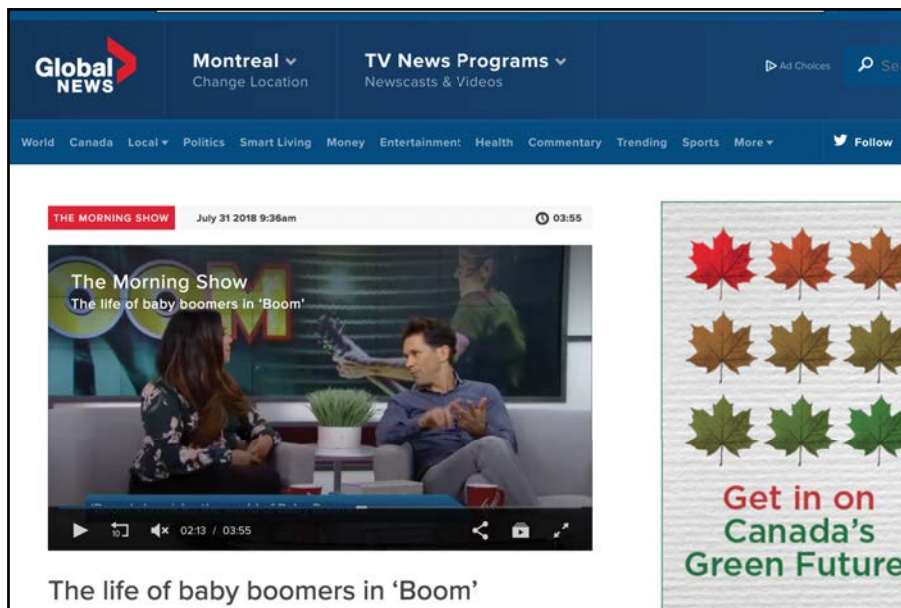 Global
NEWS
Montreal
Change Location
TV News Programs
Newscasts & Videos
Ad Choices
World Canada Local Politics Smart Living Money Entertainment Health Commentary Trending Sports More Follow
THE MORNING SHOW July 31 2018 9:36am 03:55
OOM
The Morning Show
The life of baby boomers in ‘Boom’
10 02:13 / 03:55
The life of baby boomers in ‘Boom’
Get in on
Canada's
Green Future